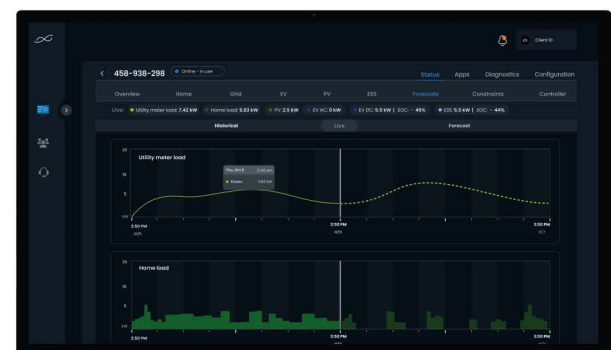 Client ID
458-938-298
Online - In use
Status Apps Diagnostics Configuration
Overview Home Grid EV PV ESS Forecasts Constraints Controller
Live: Utility meter load: 7.42 kW Home load: 9.83 kW PV: 2.9 kW EV AC: 0 kW EV DC: 5.5 kW | SOC: - 45% ESS: 5.5 kW | SOC: - 44%
Historical Live Forecast
Utility meter load
Power
kW
3:50 PM 3:50 PM 3:50 PM
Home load
kW
3:50 PM 3:50 PM 3:50 PM